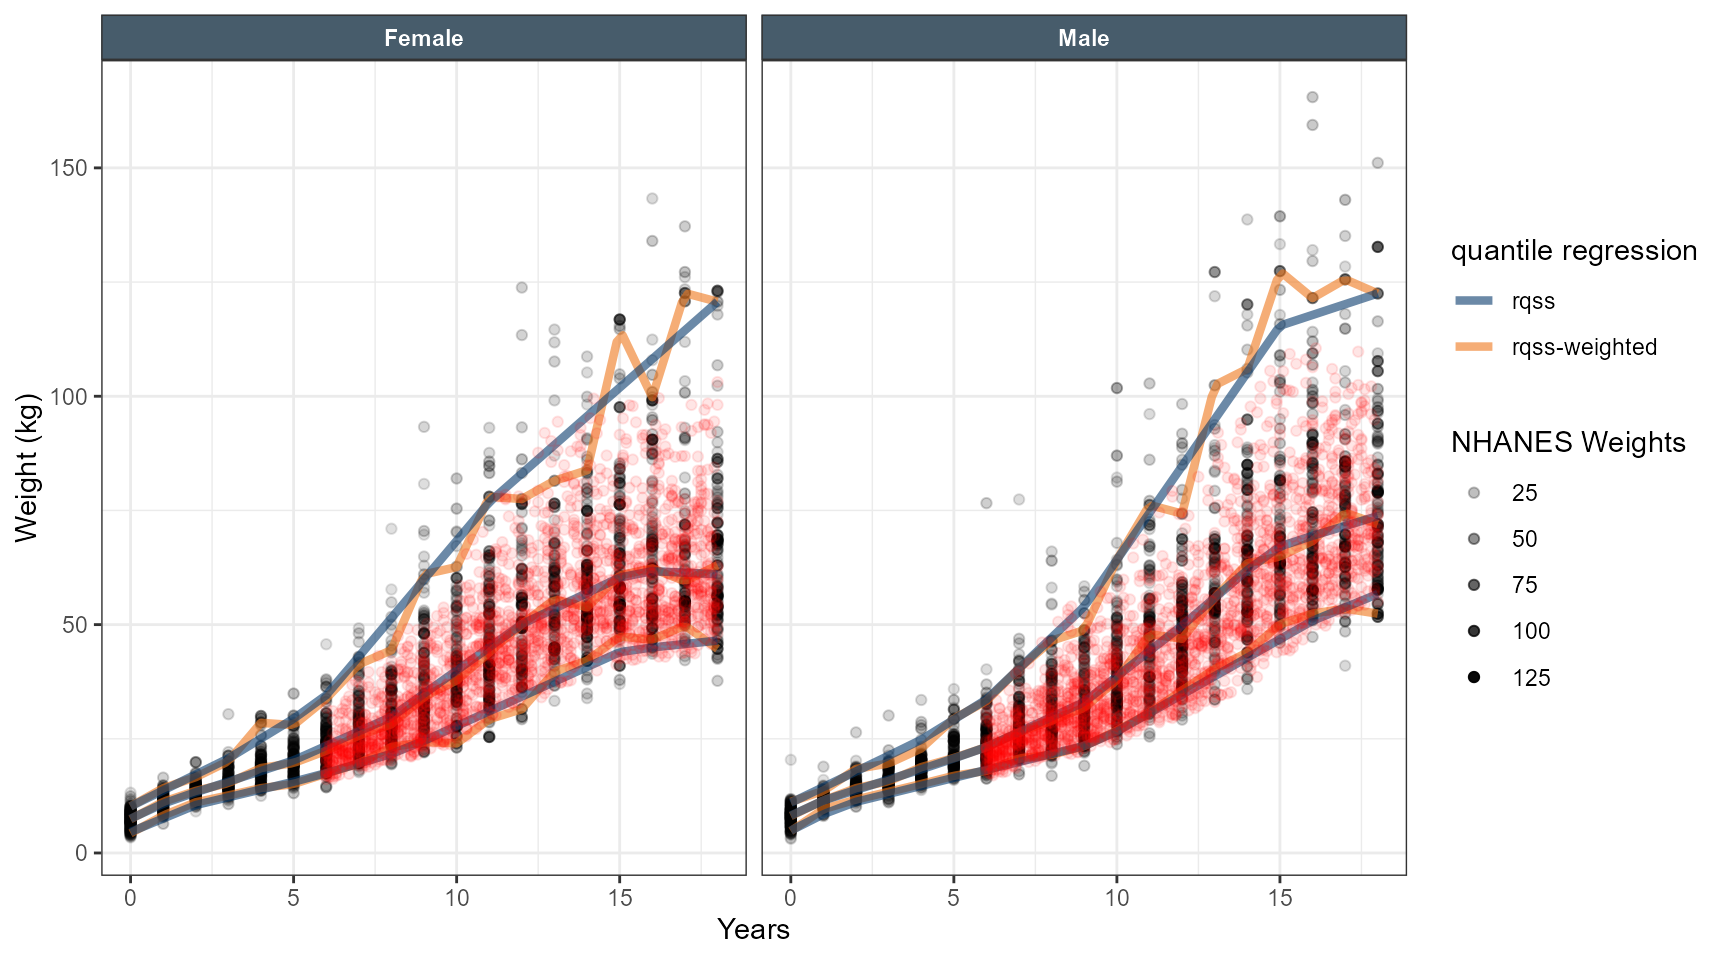 Female
Male
150
100
50
0
Weight (kg)
0 5 10 15
0 5 10 15
Years
quantile regression
rqss
rqss-weighted
NHANES Weights
25
50
75
100
125